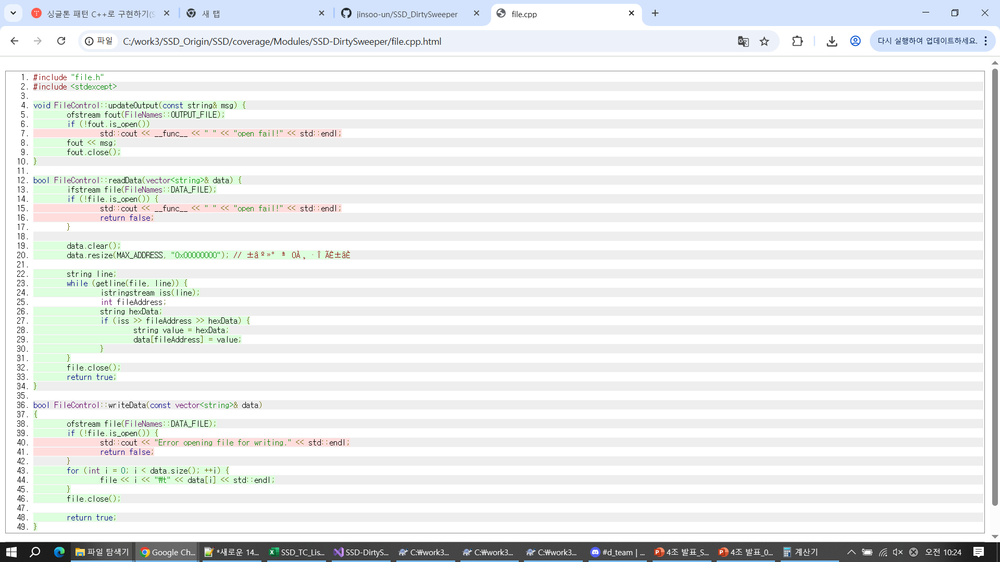 싱글톤 패턴 C++로 구현하기(S
새 탭
jinsoo-un/SSD_DirtySweeper
file.cpp
파일
C:/work3/SSD_Origin/SSD/coverage/Modules/SSD-DirtySweeper/file.cpp.html
다시 실행하여 업데이트하세요.
1. #include "file.h"
2. #include <stdexcept>
3.
4. void FileControl::updateOutput(const string& msg) {
5. ofstream fout(FileNames::OUTPUT_FILE);
6. if (!fout.is_open())
7. std::cout << __func__ << " " << "open fail!" << std::endl;
8. fout << msg;
9. fout.close();
10. }
11.
12. bool FileControl::readData(vector<string>& data) {
13. ifstream file(FileNames::DATA_FILE);
14. if (!file.is_open()) {
15. std::cout << __func__ << " " << "open fail!" << std::endl;
16. return false;
17. }
18.
19. data.clear();
20. data.resize(MAX_ADDRESS, "0x00000000"); //
21.
22. string line;
23. while (getline(file, line)) {
24. istringstream iss(line);
25. int fileAddress;
26. string hexData;
27. if (iss >> fileAddress >> hexData) {
28. string value = hexData;
29. data[fileAddress] = value;
30. }
31. }
32. file.close();
33. return true;
34. }
35.
36. bool FileControl::writeData(const vector<string>& data)
37. {
38. ofstream file(FileNames::DATA_FILE);
39. if (!file.is_open()) {
40. std::cout << "Error opening file for writing." << std::endl;
41. return false;
42. }
43. for (int i = 0; i < data.size(); ++i) {
44. file << i << "₩t" << data[i] << std::endl;
45. }
46. file.close();
47.
48. return true;
49. }
파일 탐색기
Google Ch...
*새로운 14...
SSD_TC_Lis...
SSD-DirtyS...
C:₩work3...
C:₩work3...
C:₩work3...
#d_team | ...
4조 발표_S...
4조 발표_0...
계산기
오전 10:24